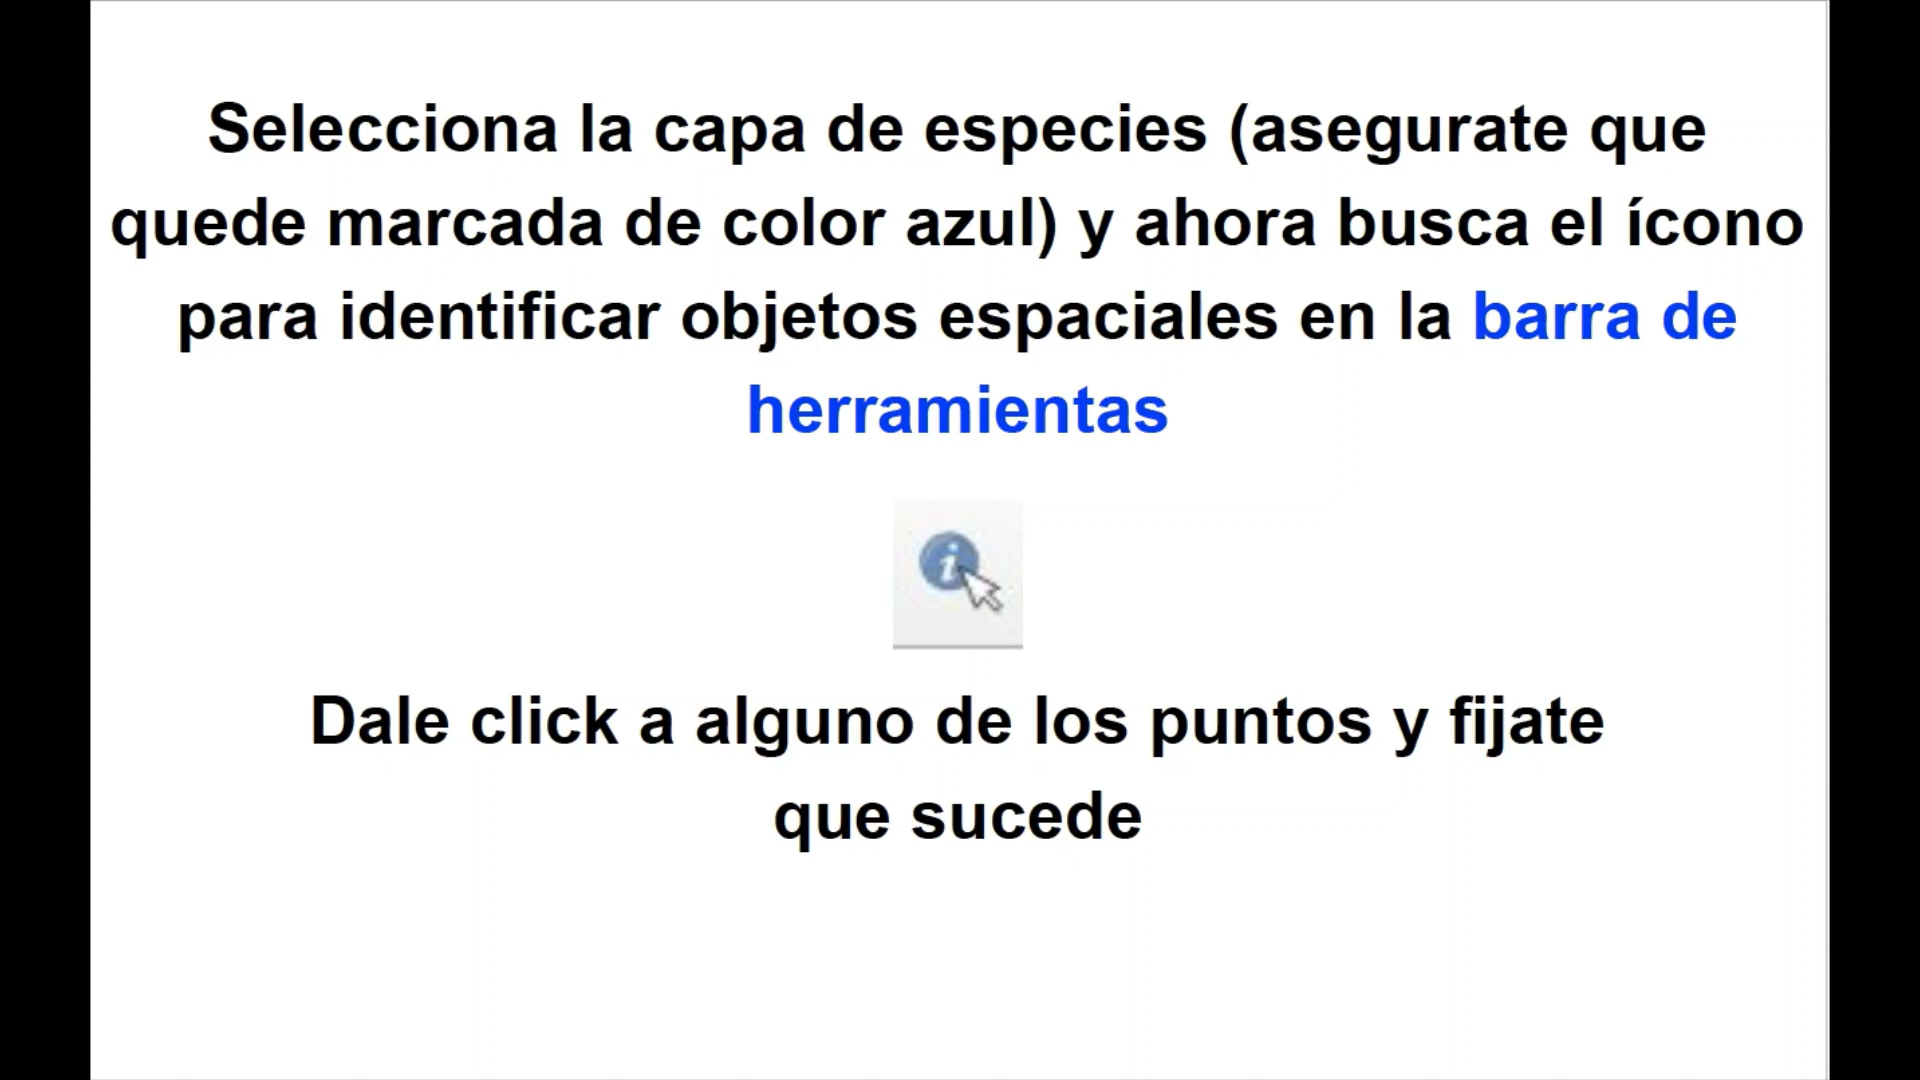 Selecciona la capa de especies (asegurate que
quede marcada de color azul) y ahora busca el ícono
para identificar objetos espaciales en la barra de
herramientas
i
Dale click a alguno de los puntos y fijate
que sucede